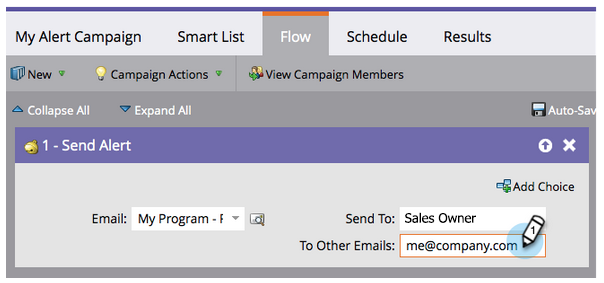 My Alert Campaign Smart List Flow Schedule Results
New Campaign Actions View Campaign Members
Collapse All Expand All Auto-Sav
1 - Send Alert
Add Choice
Email: My Program - F Send To: Sales Owner
To Other Emails: me@company.com 1